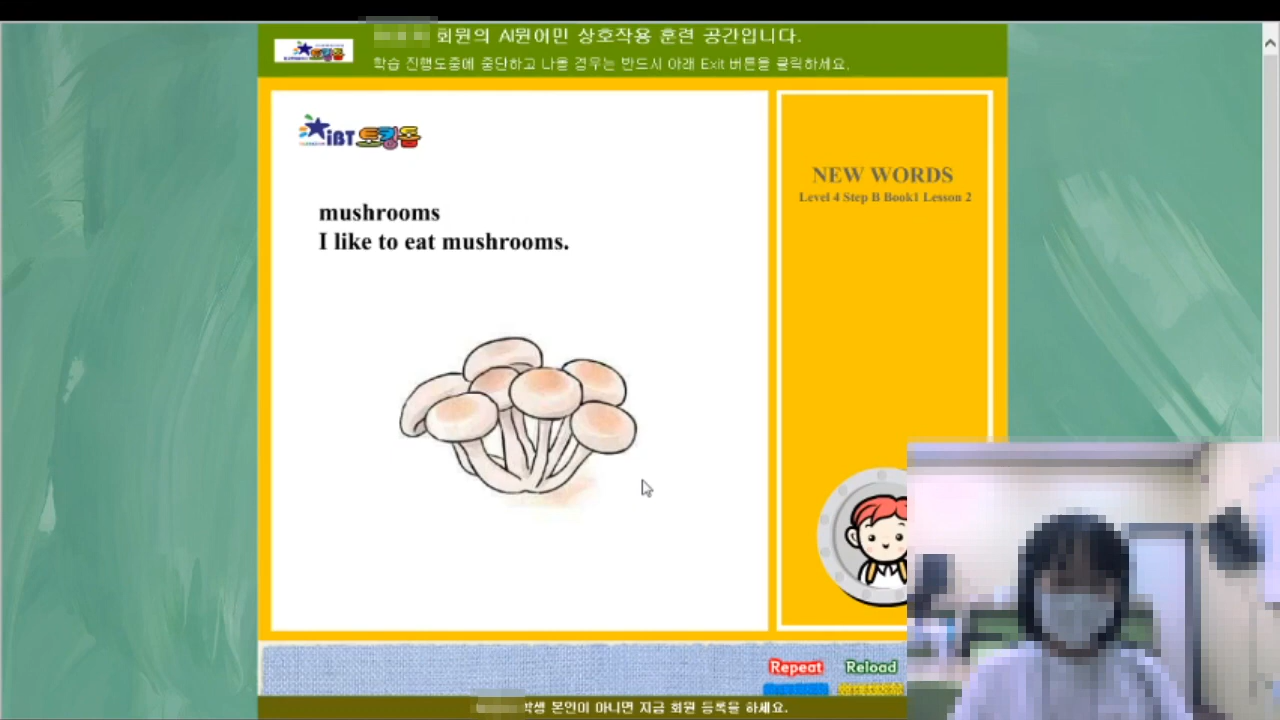 회원의 AI원어민 상호작용 훈련 공간입니다.
학습 진행도중에 중단하고 나올 경우는 반드시 아래 Exit 버튼을 클릭하세요.
iBT 토킹톰
mushrooms
I like to eat mushrooms.
NEW WORDS
Level 4 Step B Book1 Lesson 2
Repeat
Reload
학생 본인이 아니면 지금 회원 등록을 하세요.